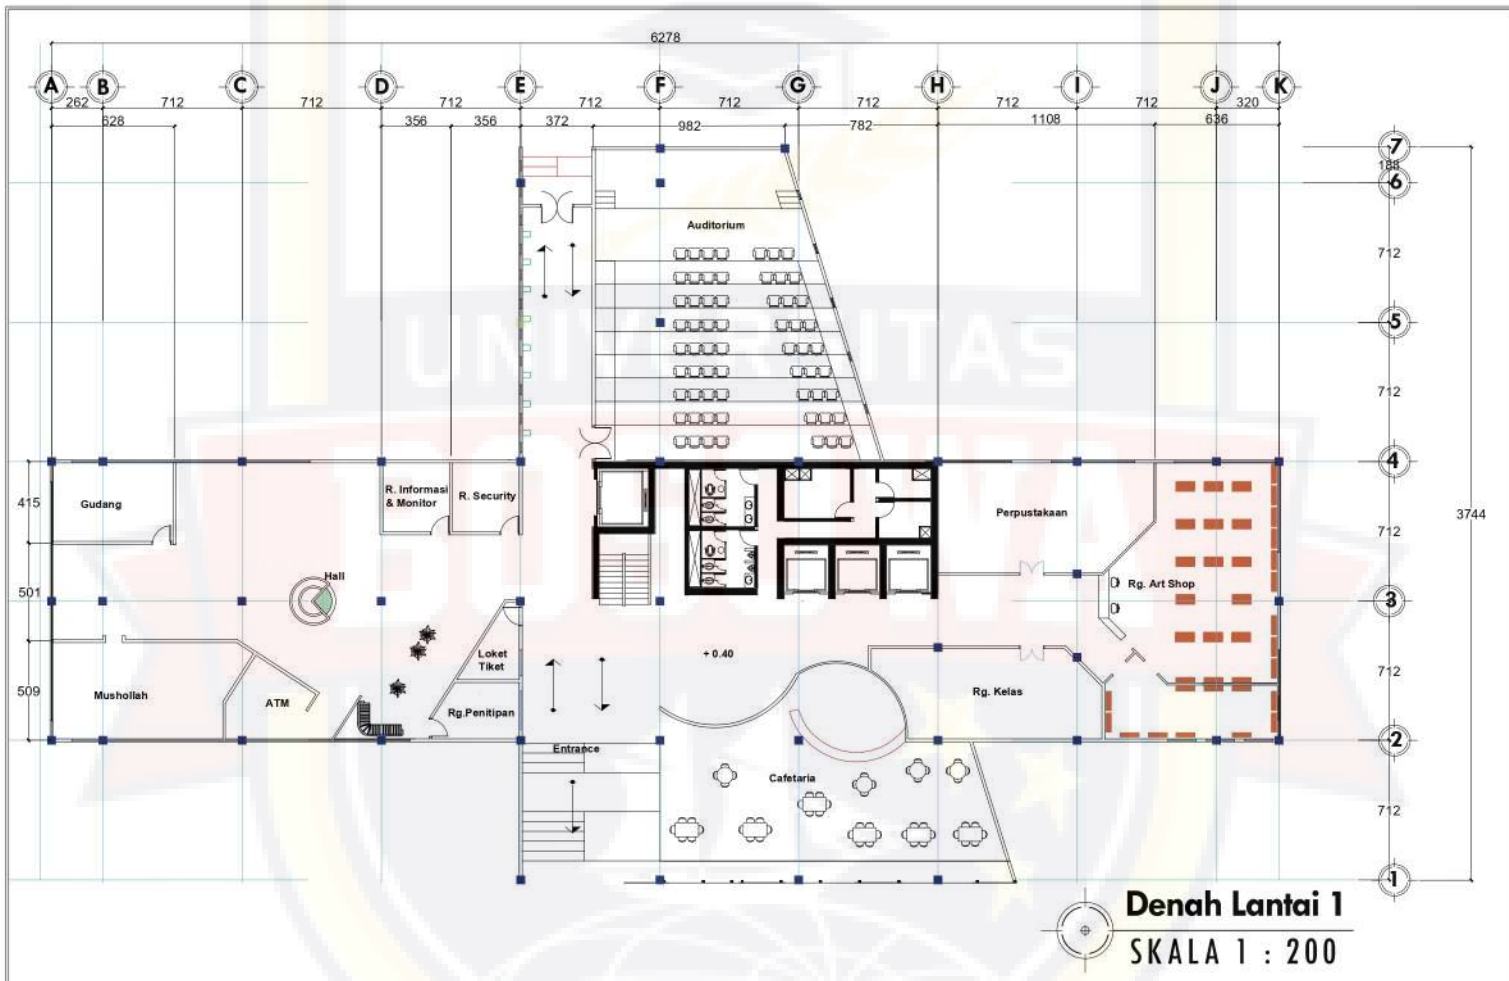 6278
A B C D E F G H I J K
262 712 712 712 712 712 712 712 712 320
628 356 356 372 982 782 1108 636
7
188
6
Auditorium
712
5
UNIVERSITAS
712
4
BOSOWA
415
Gudang
R. Informasi
& Monitor
R. Security
Perpustakaan
712
3744
Hall
Rg. Art Shop
501
3
Loket
Tiket
+ 0.40
712
509
Mushollah
ATM
Rg.Penitipan
Rg. Kelas
2
Entrance
Cafetaria
712
1
Denah Lantai 1
SKALA 1 : 200